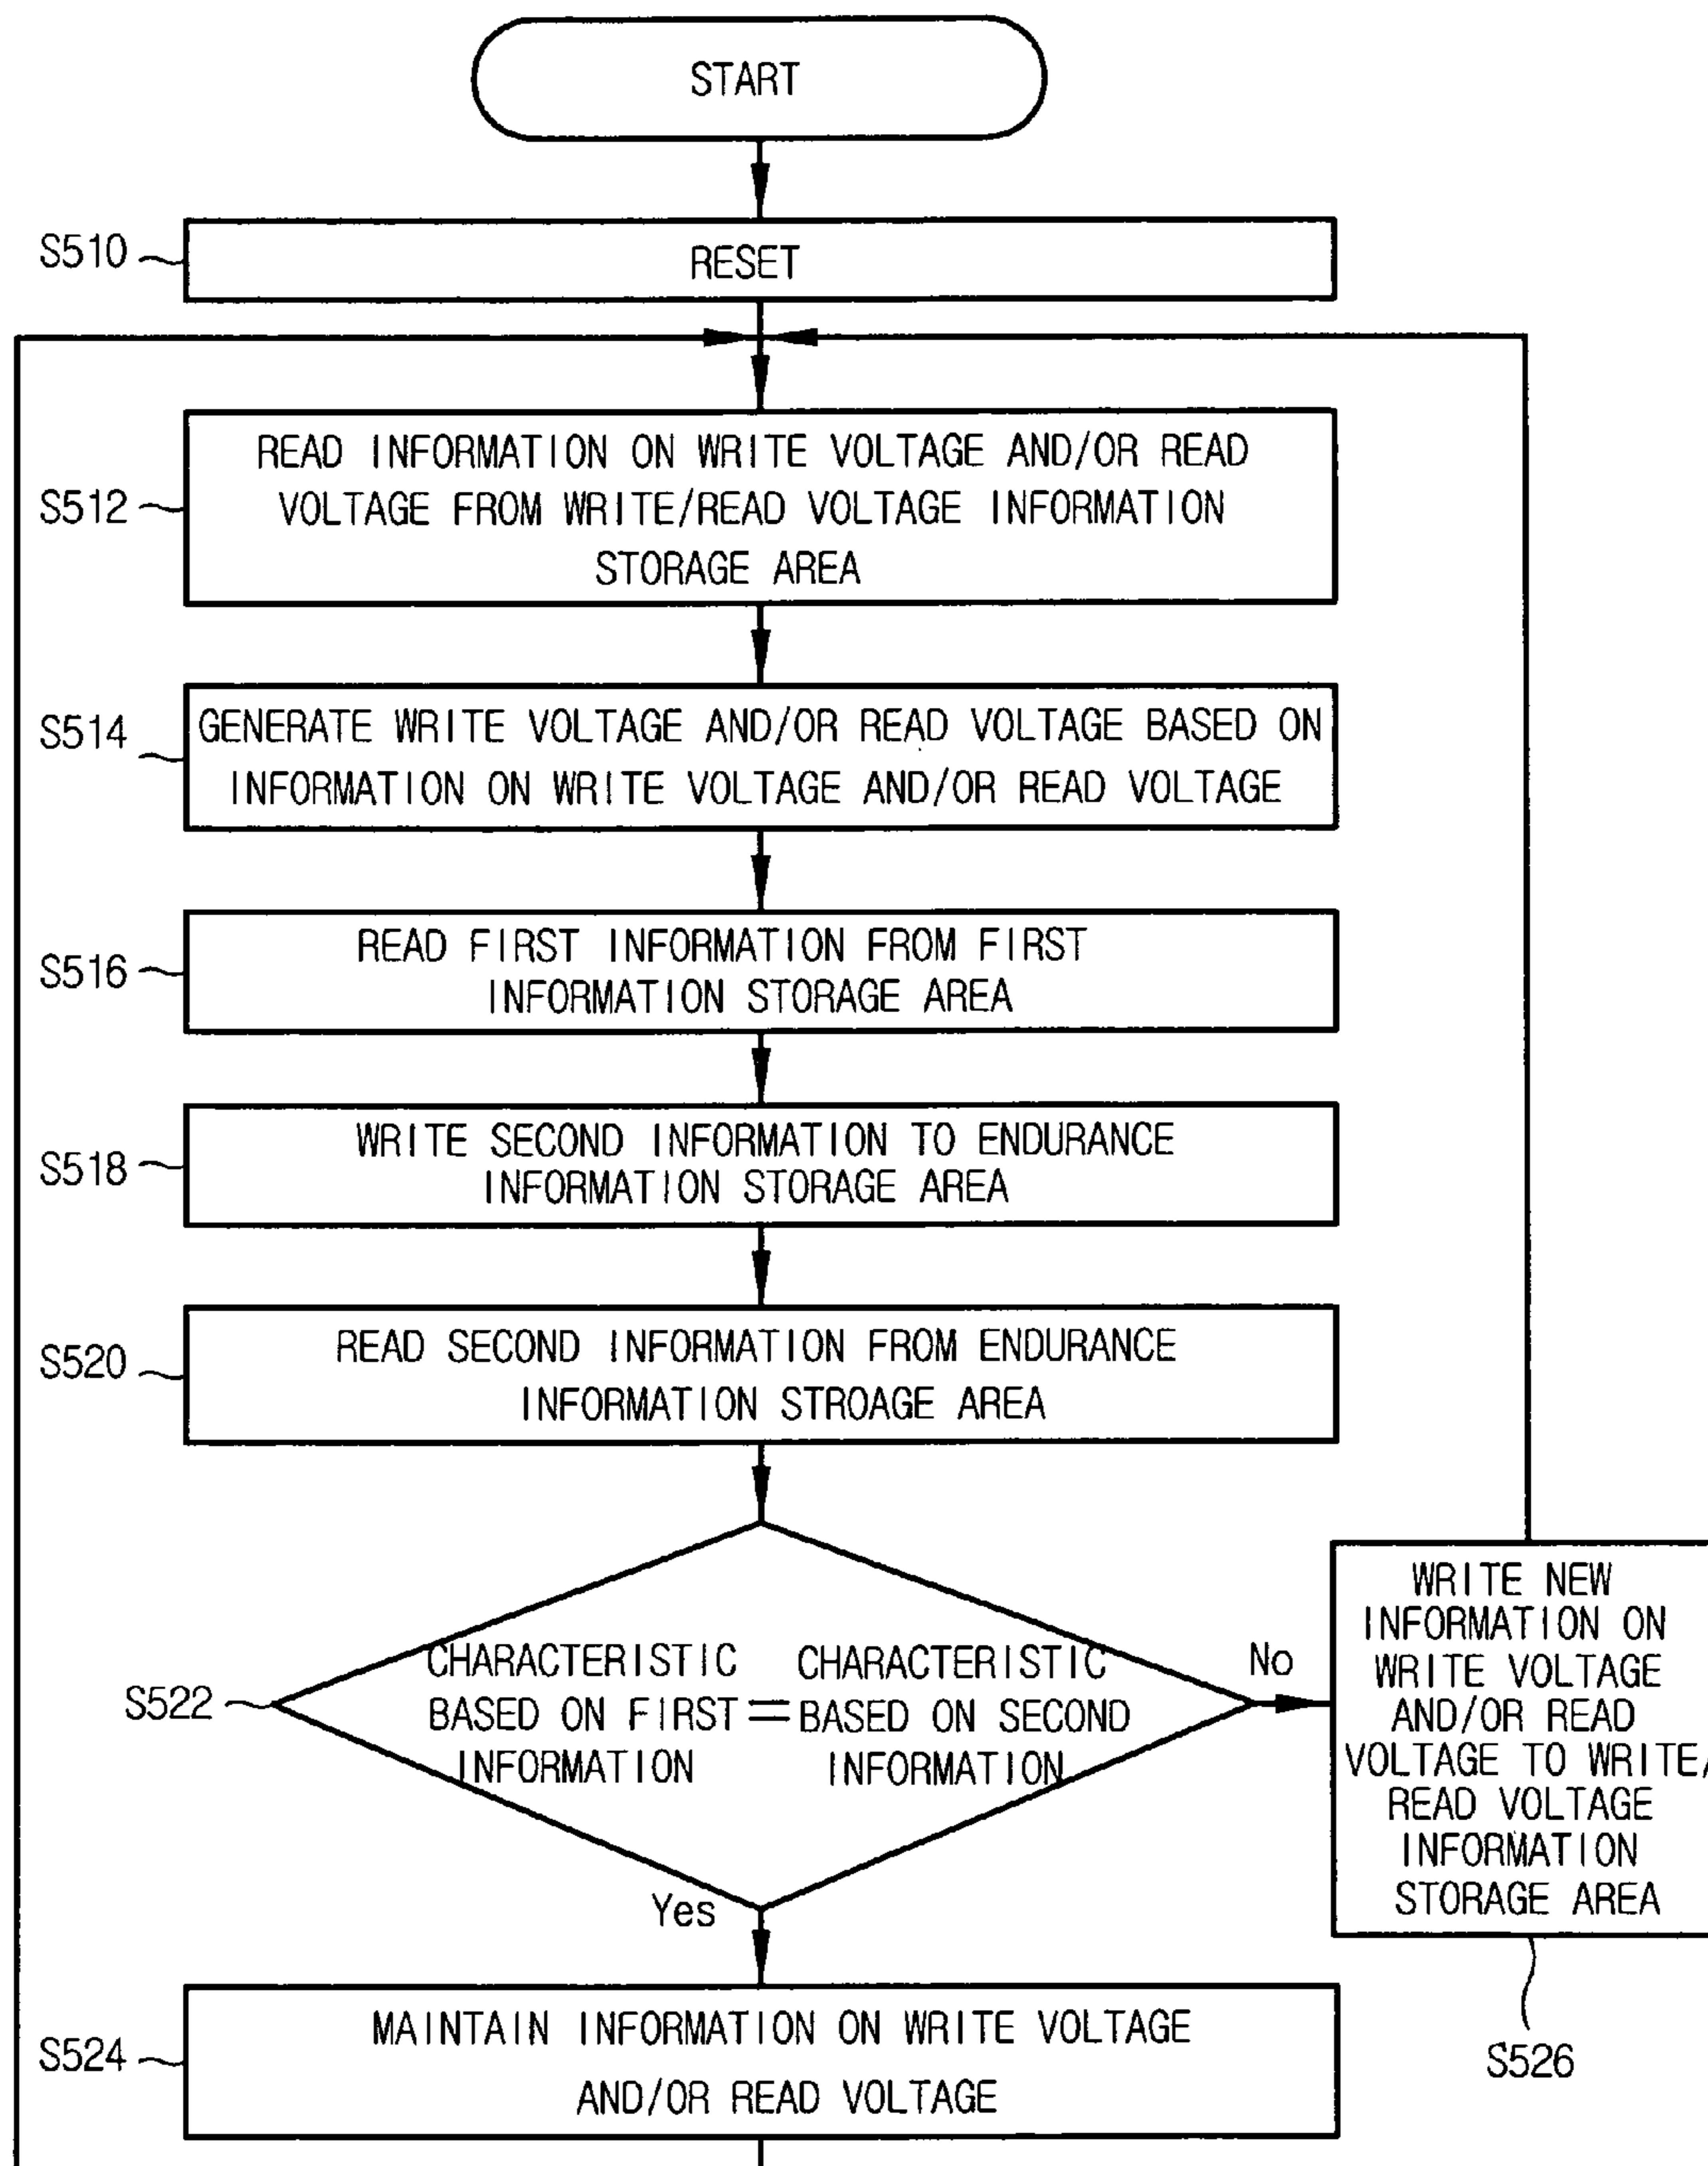 START
S510
RESET
S512
READ INFORMATION ON WRITE VOLTAGE AND/OR READ
VOLTAGE FROM WRITE/READ VOLTAGE INFORMATION
STORAGE AREA
S514
GENERATE WRITE VOLTAGE AND/OR READ VOLTAGE BASED ON
INFORMATION ON WRITE VOLTAGE AND/OR READ VOLTAGE
S516
READ FIRST INFORMATION FROM FIRST
INFORMATION STORAGE AREA
S518
WRITE SECOND INFORMATION TO ENDURANCE
INFORMATION STORAGE AREA
S520
READ SECOND INFORMATION FROM ENDURANCE
INFORMATION STROAGE AREA
S522
CHARACTERISTIC
BASED ON FIRST
INFORMATION
=
CHARACTERISTIC
BASED ON SECOND
INFORMATION
No
WRITE NEW
INFORMATION ON
WRITE VOLTAGE
AND/OR READ
VOLTAGE TO WRITE/
READ VOLTAGE
INFORMATION
STORAGE AREA
S526
Yes
S524
MAINTAIN INFORMATION ON WRITE VOLTAGE
AND/OR READ VOLTAGE